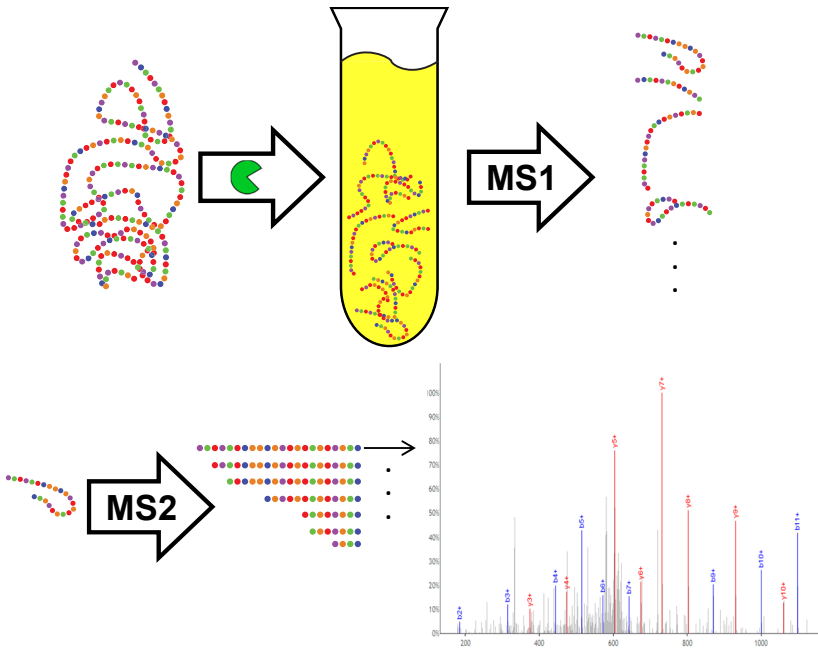 MS1
MS2
100%
90%
80%
70%
60%
50%
40%
30%
20%
10%
0%
b2+
b3+
y3+
b4+
y4+
b5+
b6+
y5+
b7+
y6+
y7+
y8+
b9+
y9+
b10+
y10+
b11+
200
400
600
800
1000